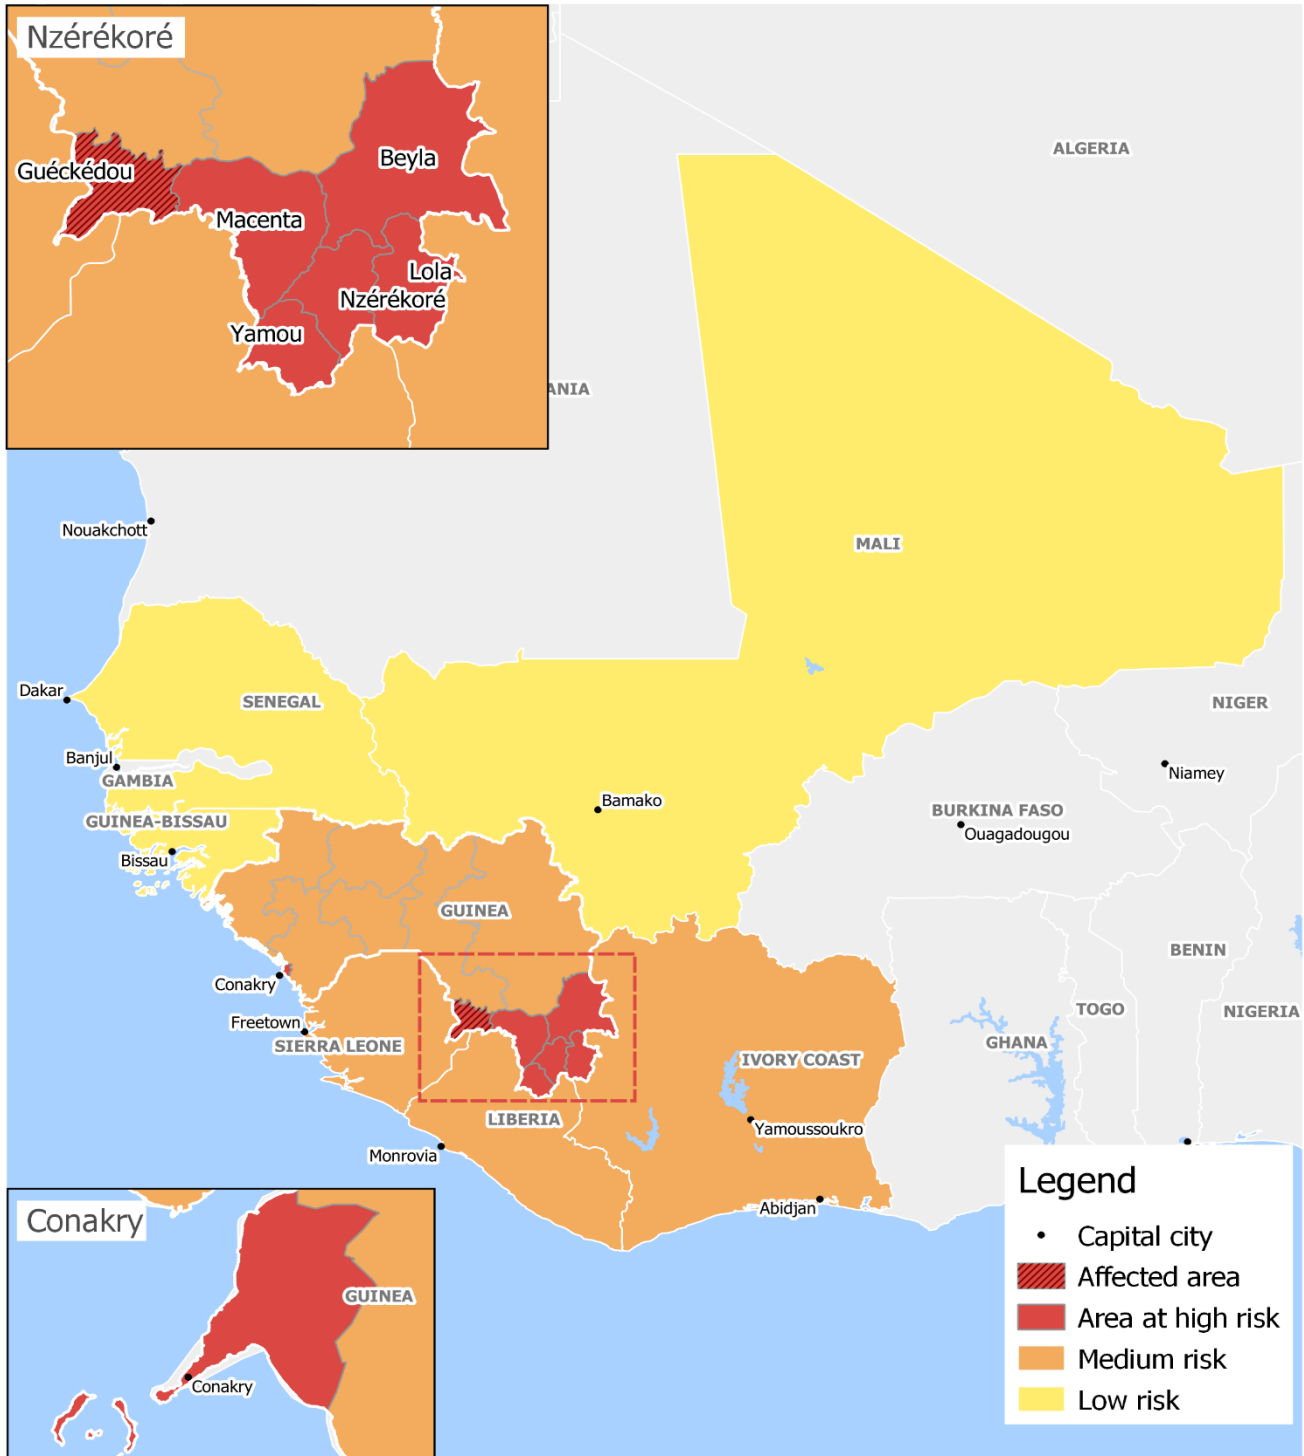 Nzérékoré
Guéckédou
Beyla
Macenta
Lola
Nzérékoré
Yamou
ALGERIA
ANIA
Nouakchott
MALI
Dakar
SENEGAL
NIGER
Banjul
GAMBIA
Niamey
Bamako
BURKINA FASO
Ouagadougou
GUINEA-BISSAU
Bissau
GUINEA
BENIN
Conakry
TOGO
NIGERIA
Freetown
SIERRA LEONE
GHANA
IVORY COAST
LIBERIA
Yamoussoukro
Monrovia
Abidjan
Conakry
GUINEA
Conakry
Legend
Capital city
Affected area
Area at high risk
Medium risk
Low risk